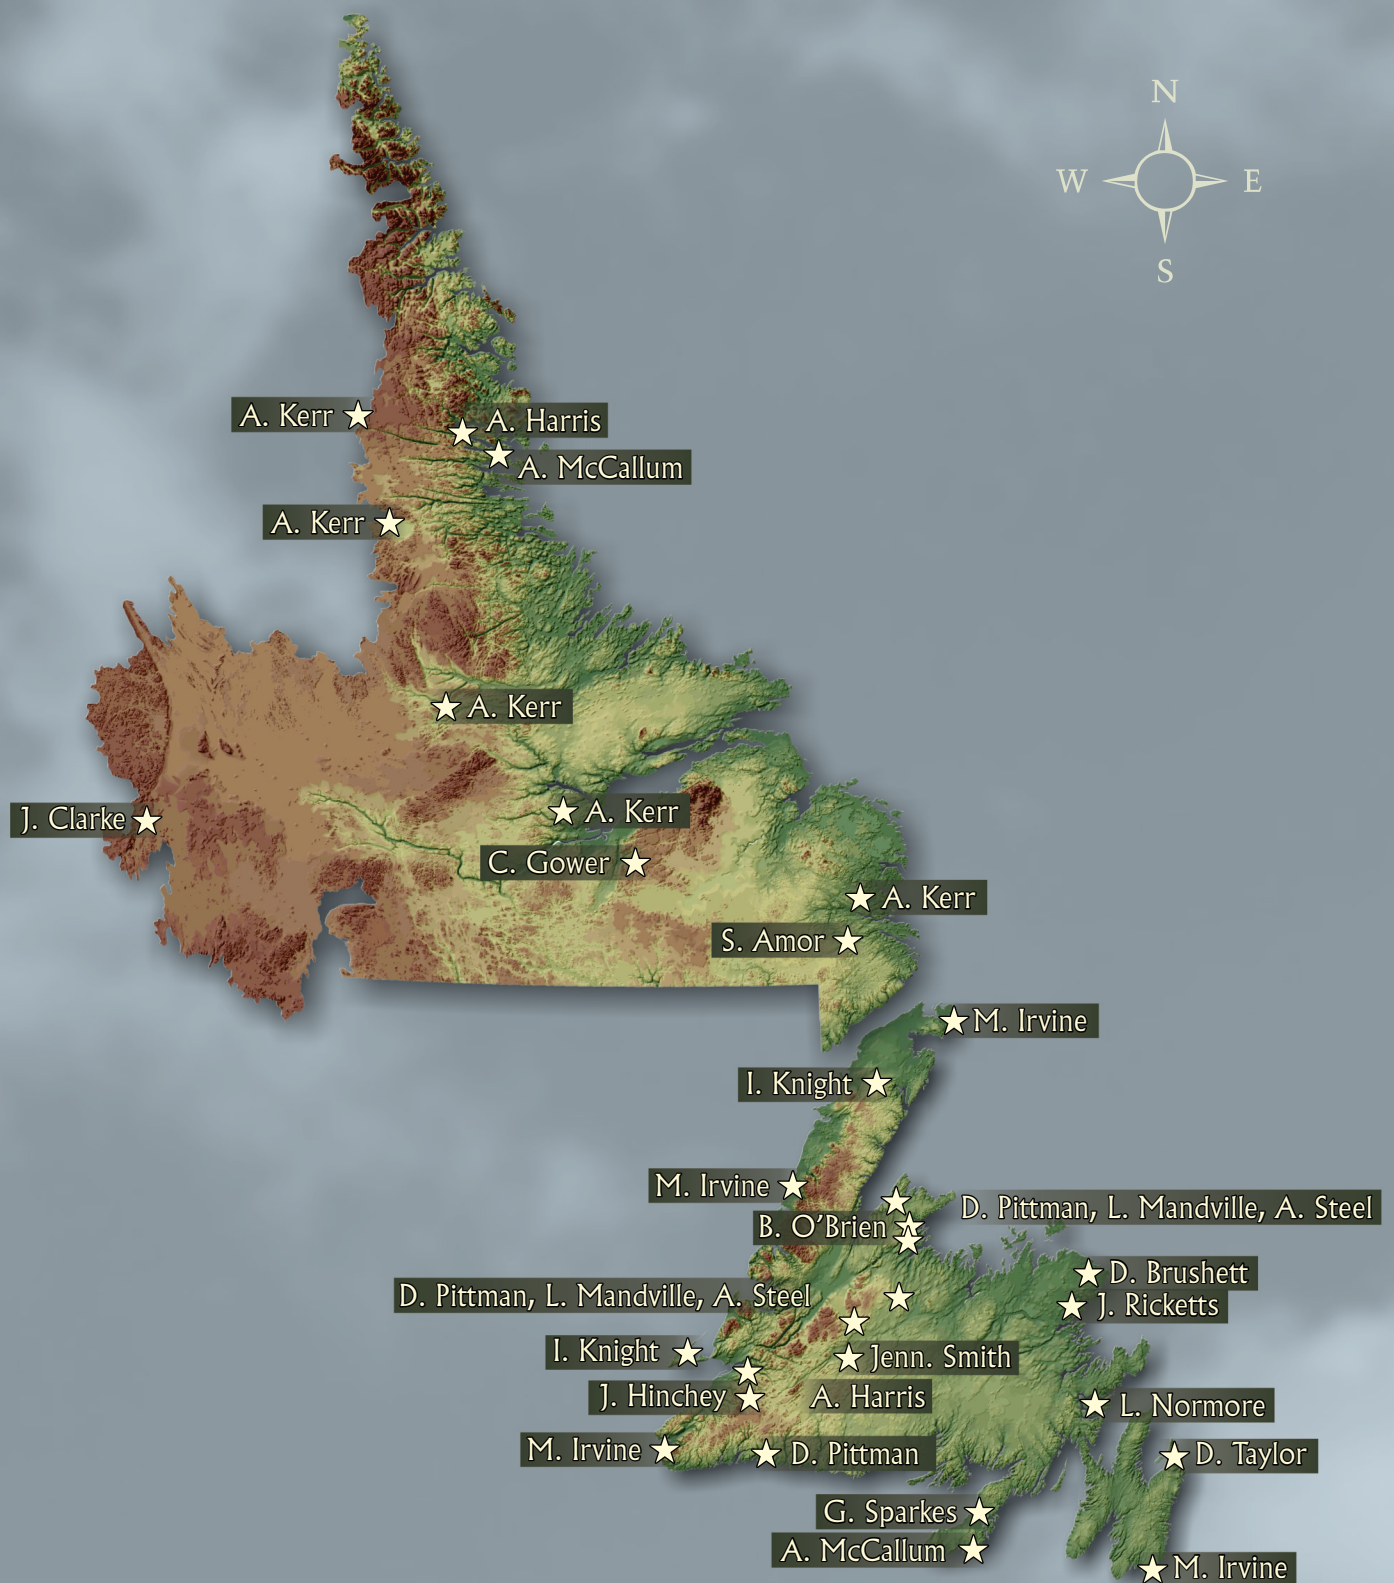 N
W E
S
A. Kerr
A. Harris
A. McCallum
A. Kerr
A. Kerr
A. Kerr
J. Clarke
C. Gower
A. Kerr
S. Amor
M. Irvine
I. Knight
M. Irvine
D. Pittman, L. Mandville, A. Steel
B. O'Brien
D. Brushett
D. Pittman, L. Mandville, A. Steel
J. Ricketts
I. Knight
Jenn. Smith
J. Hinchey
A. Harris
L. Normore
M. Irvine
D. Pittman
D. Taylor
G. Sparkes
A. McCallum
M. Irvine